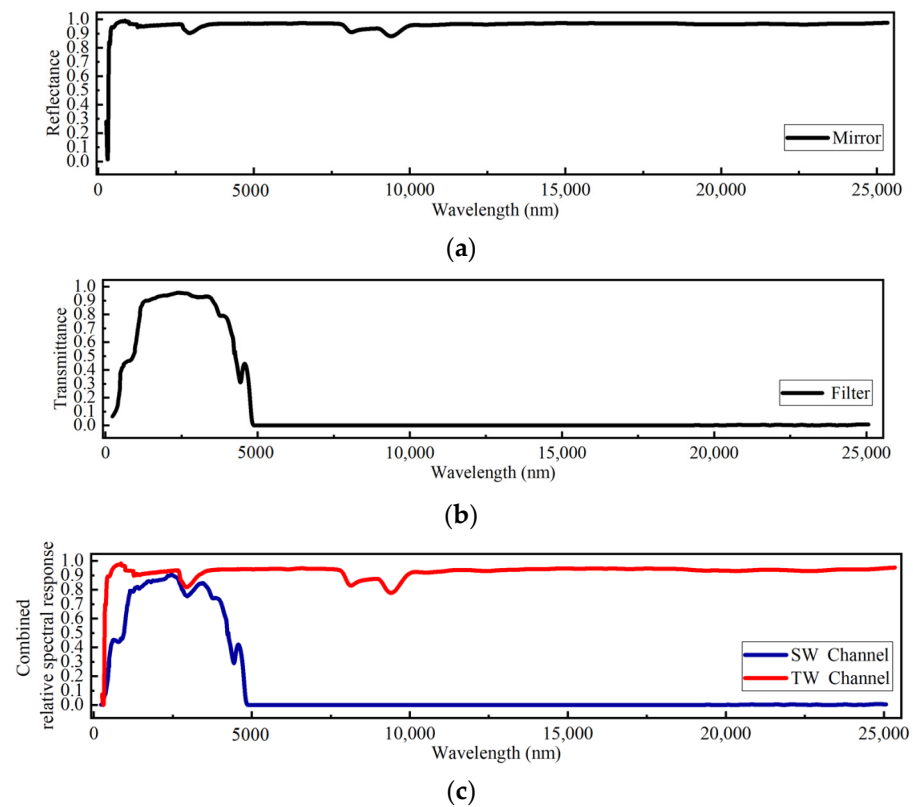 1.0
0.9
0.8
0.7
0.6
0.5
0.4
0.3
0.2
0.1
0.0
Reflectance
Mirror
0 5000 10,000 15,000 20,000 25,000
Wavelength (nm)
(a)
1.0
0.9
0.8
0.7
0.6
0.5
0.4
0.3
0.2
0.1
0.0
Transmittance
Filter
0 5000 10,000 15,000 20,000 25,000
Wavelength (nm)
(b)
1.0
0.9
0.8
0.7
0.6
0.5
0.4
0.3
0.2
0.1
0.0
Combined
relative spectral response
SW Channel
TW Channel
0 5000 10,000 15,000 20,000 25,000
Wavelength (nm)
(c)